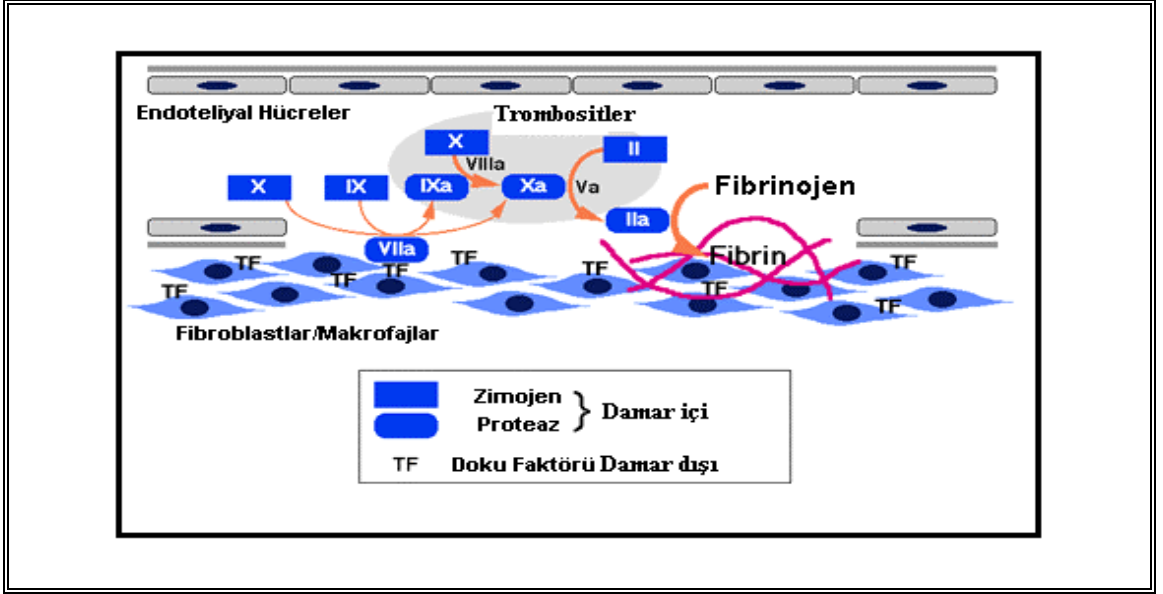 Endoteliyal Hücreler
Trombositler
X
II
VIIIa
X
IX
IXa
Xa
Va
Fibrinojen
IIa
VIIa
Fibrin
TF
TF
TF
TF
TF
TF
TF
TF
TF
TF
Fibroblastlar/Makrofajlar
Zimojen
Proteaz
} Damar içi
TF Doku Faktörü Damar dışı